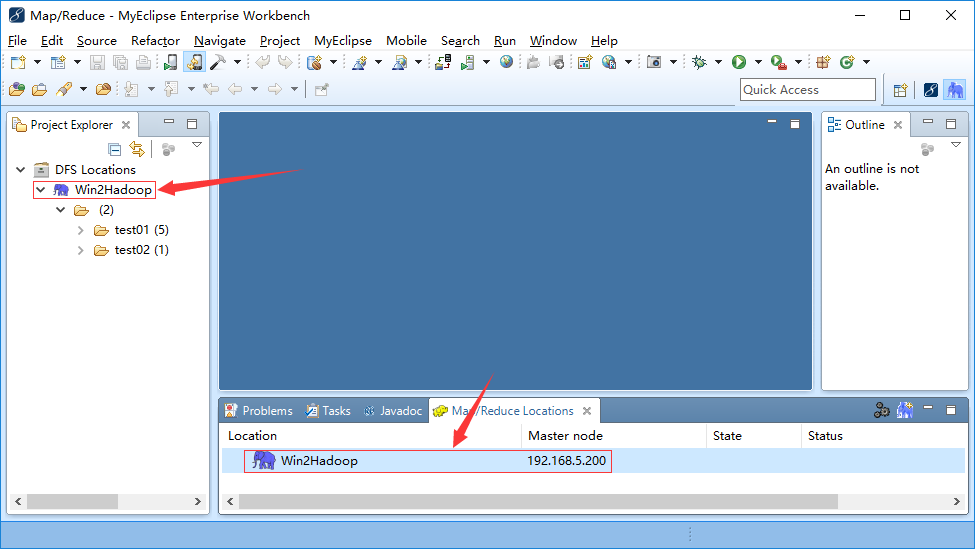 Map/Reduce - MyEclipse Enterprise Workbench
File Edit Source Refactor Navigate Project MyEclipse Mobile Search Run Window Help
Quick Access
Project Explorer
DFS Locations
Win2Hadoop
(2)
test01 (5)
test02 (1)
Outline
An outline is not
available.
Problems Tasks Javadoc Map/Reduce Locations
Location Master node State Status
Win2Hadoop 192.168.5.200